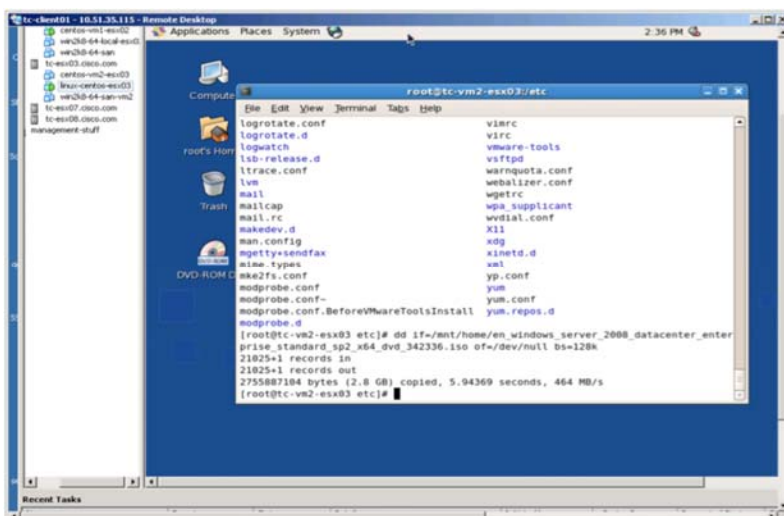 tc-client01 - 10.51.35.115 - Remote Desktop
centos-vm1-esx02
win2k8-64-local-esx0
win2k8-64-san
tc-esx03.cisco.com
centos-vm2-esx03
linux-centos-esx03
win2k8-64-san-vm2
tc-esx07.cisco.com
tc-esx08.cisco.com
management-stuff
Applications Places System
2:36 PM
Compute
root's Hom
Trash
DVD-ROM D
root@tc-vm2-esx03:/etc
File Edit View Terminal Tabs Help
logrotate.conf vimrc
logrotate.d virc
logwatch vmware-tools
lsb-release.d vsftpd
ltrace.conf warnquota.conf
lvm webalizer.conf
mail wgetrc
mailcap wpa_supplicant
mail.rc wvdial.conf
makedev.d X11
man.config xdg
mgetty+sendfax xinetd.d
mime.types xml
mke2fs.conf yp.conf
modprobe.conf yum
modprobe.conf~ yum.conf
modprobe.conf.BeforeVMwareToolsInstall yum.repos.d
modprobe.d
[root@tc-vm2-esx03 etc]# dd if=/mnt/home/en_windows_server_2008_datacenter_enter
prise_standard_sp2_x64_dvd_342336.iso of=/dev/null bs=128k
21025+1 records in
21025+1 records out
2755887104 bytes (2.8 GB) copied, 5.94369 seconds, 464 MB/s
[root@tc-vm2-esx03 etc]#
Recent Tasks